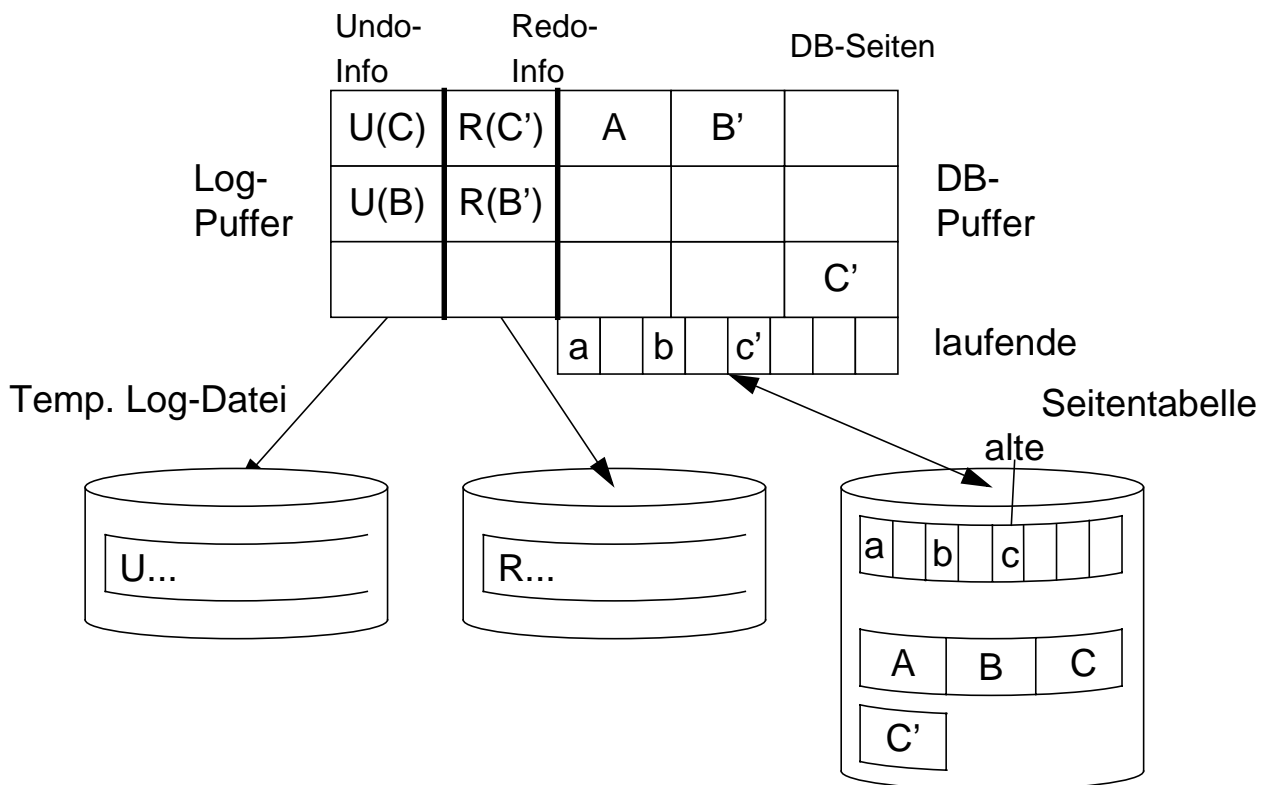 Undo-
Info
Redo-
Info
DB-Seiten
U(C) R(C’) A B’
Log-
Puffer
U(B) R(B’)
DB-
Puffer
C’
a b c’
laufende
Temp. Log-Datei
Seitentabelle
alte
a b c
U...
R...
A B C
C’